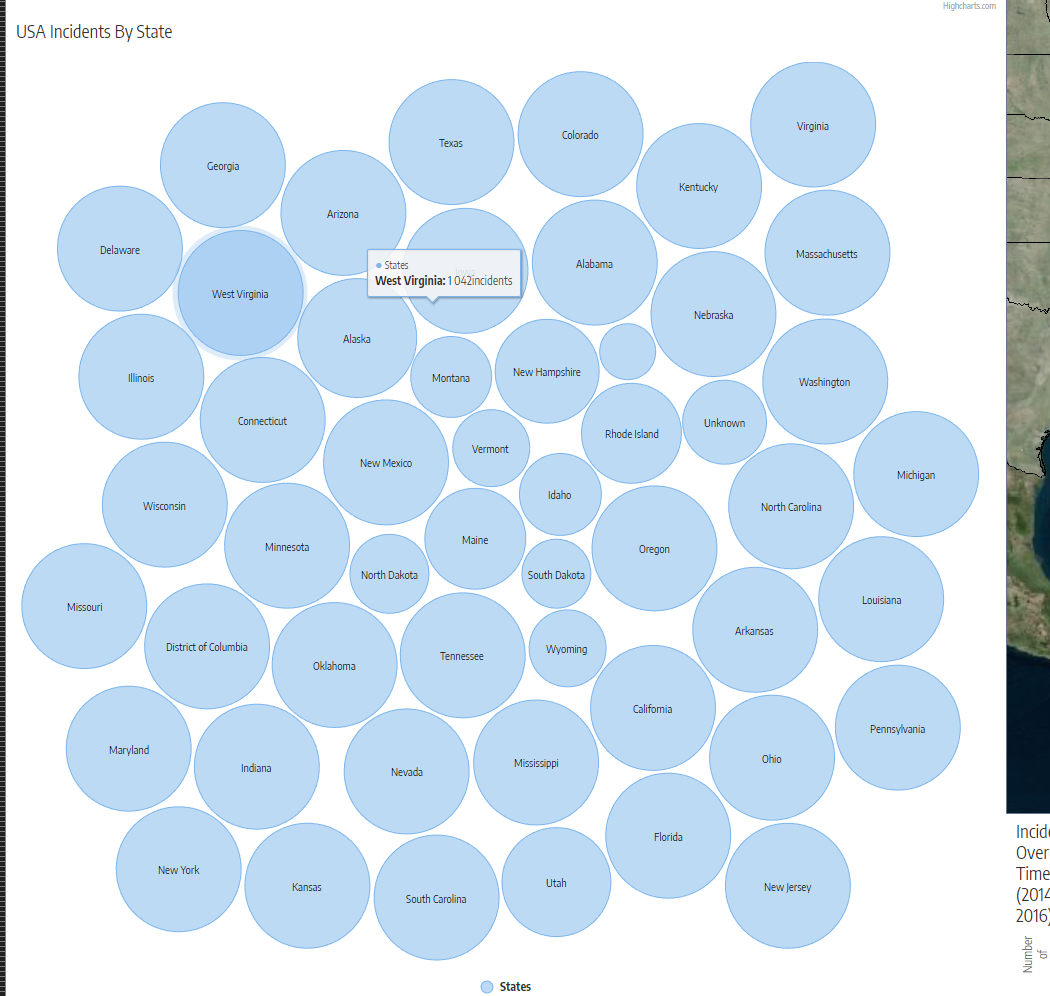 Highcharts.com
USA Incidents By State
Virginia
Colorado
Texas
Georgia
Kentucky
Arizona
Delaware
Massachusetts
Alabama
States
West Virginia: 1 042incidents
West Virginia
Nebraska
Alaska
New Hampshire
Illinois
Montana
Washington
Connecticut
Unknown
Rhode Island
Vermont
New Mexico
Michigan
Idaho
Wisconsin
North Carolina
Maine
Minnesota
Oregon
North Dakota
South Dakota
Louisiana
Missouri
Arkansas
District of Columbia
Wyoming
Tennessee
Oklahoma
California
Pennsylvania
Maryland
Ohio
Mississippi
Indiana
Nevada
Florida
New York
Utah
Kansas
New Jersey
South Carolina
States
Incide
Over
Time
(2014
2016)
Number
of